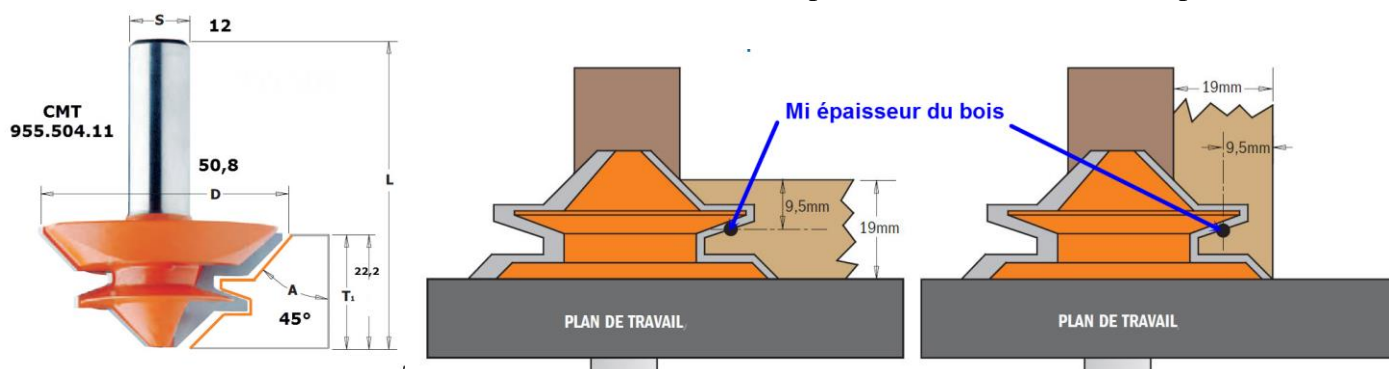 S
12
CMT
955.504.11
50,8
D
L
T₁
22,2
A
45°
Mi épaisseur du bois
9,5mm
19mm
PLAN DE TRAVAIL
19mm
9,5mm
PLAN DE TRAVAIL